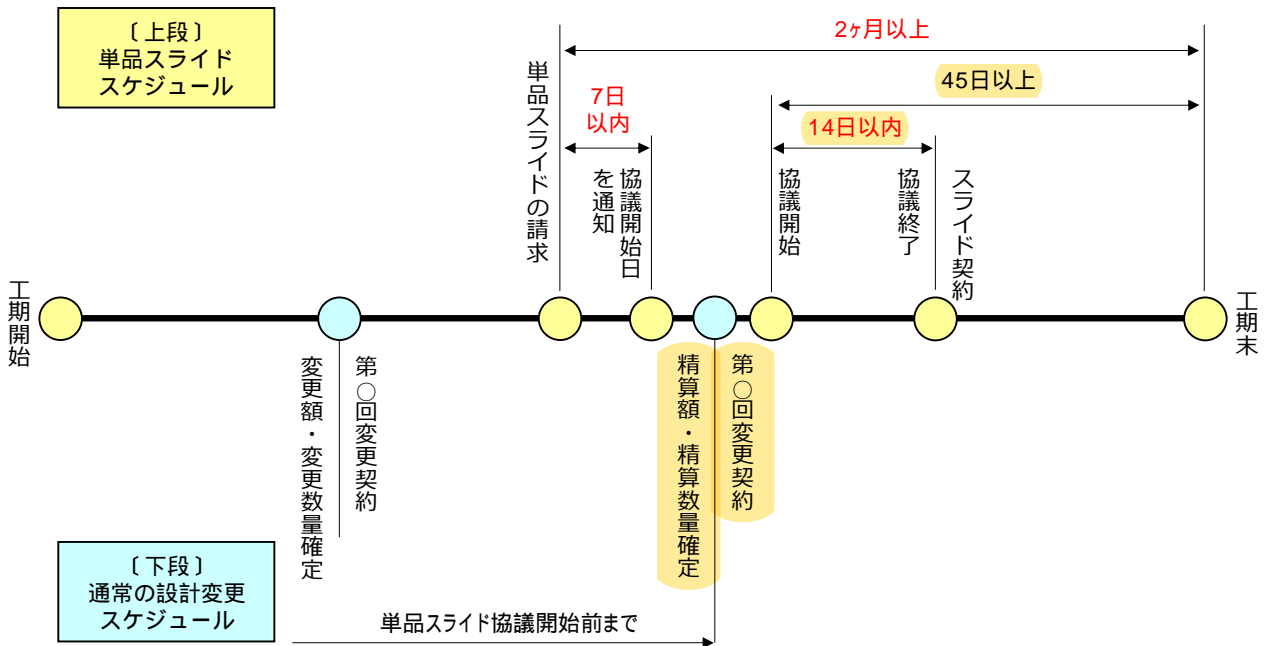 〔上段〕
単品スライド
スケジュール
2ヶ月以上
45日以上
7日
以内
14日以内
単品スライドの請求
協議開始日
を通知
協議開始
協議終了
スライド契約
工期開始
工期末
変更額・変更数量確定
第○回変更契約
精算額・精算数量確定
第○回変更契約
〔下段〕
通常の設計変更
スケジュール
単品スライド協議開始前まで